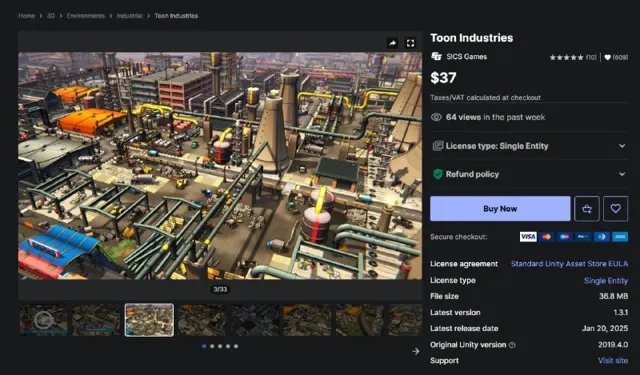 Home > 3D > Environments > Industrial > Toon Industries
Toon Industries
SICS Games
(10) | (509)
$37
Taxes/VAT calculated at checkout
64 views in the past week
License type: Single Entity
Refund policy
Buy Now
Secure checkout:
VISA
License agreement Standard Unity Asset Store EULA
License type Single Entity
File size 36.8 MB
Latest version 1.3.1
Latest release date Jan 20, 2025
Original Unity version 2019.4.0
Support Visit site
3/33